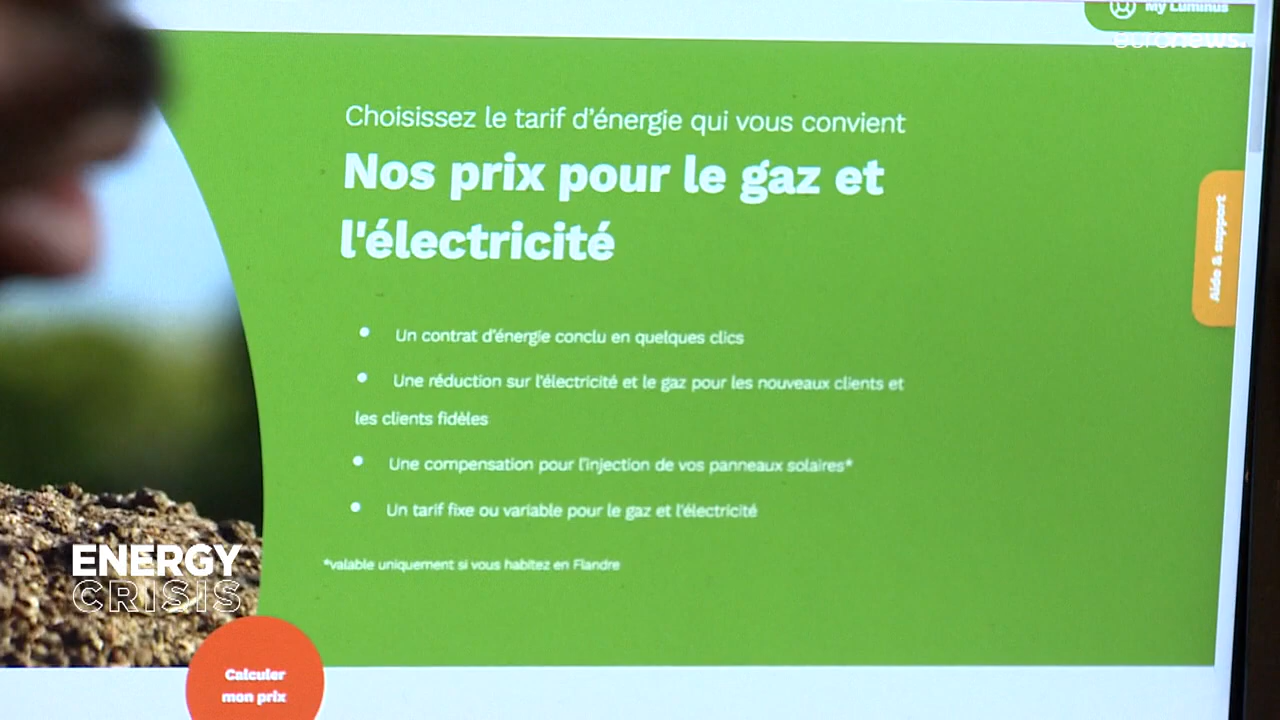 My Luminus
euronews.
Choisissez le tarif d'énergie qui vous convient
Nos prix pour le gaz et
l'électricité
Aide & support
Un contrat d'énergie conclu en quelques clics
Une réduction sur l'électricité et le gaz pour les nouveaux clients et
les clients fidèles
Une compensation pour l'injection de vos panneaux solaires*
Un tarif fixe ou variable pour le gaz et l'électricité
*valable uniquement si vous habitez en Flandre
ENERGY
CRISIS
Calculer
mon prix